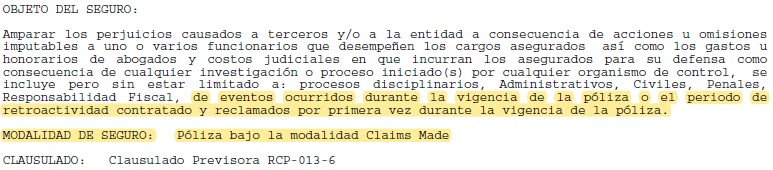 OBJETO DEL SEGURO:
Amparar los perjuicios causados a terceros y/o a la entidad a consecuencia de acciones u omisiones
imputables a uno o varios funcionarios que desempeñen los cargos asegurados así como los gastos u
honorarios de abogados y costos judiciales en que incurran los asegurados para su defensa como
consecuencia de cualquier investigación o proceso iniciado(s) por cualquier organismo de control, se
incluye pero sin estar limitado a: procesos disciplinarios, Administrativos, Civiles, Penales,
Responsabilidad Fiscal, de eventos ocurridos durante la vigencia de la póliza o el periodo de
retroactividad contratado y reclamados por primera vez durante la vigencia de la póliza.
MODALIDAD DE SEGURO: Póliza bajo la modalidad Claims Made
CLAUSULADO: Clausulado Previsora RCP-013-6